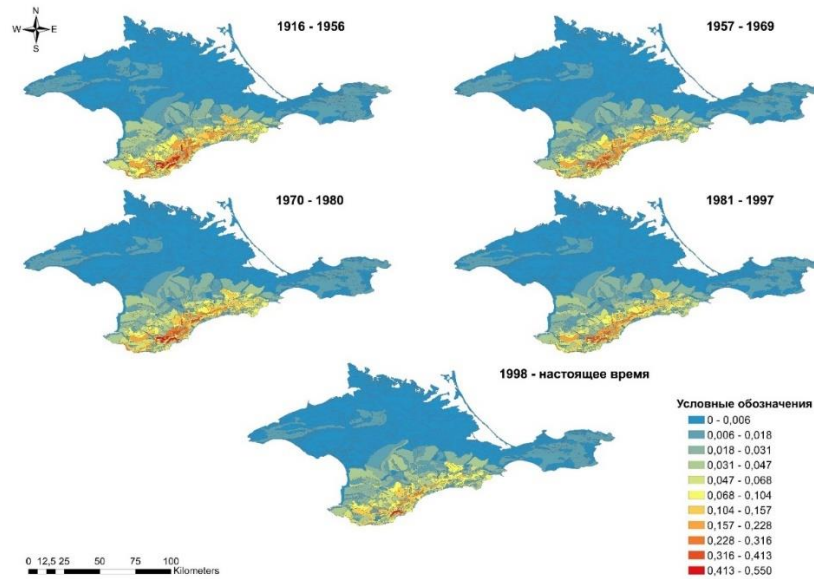 N
W E
S
1916 - 1956
1957 - 1969
1970 - 1980
1981 - 1997
1998 - настоящее время
Условные обозначения
0 - 0,006
0,006 - 0,018
0,018 - 0,031
0,031 - 0,047
0,047 - 0,068
0,068 - 0,104
0,104 - 0,157
0,157 - 0,228
0,228 - 0,316
0,316 - 0,413
0,413 - 0,550
0 12,5 25 50 75 100
Kilometers